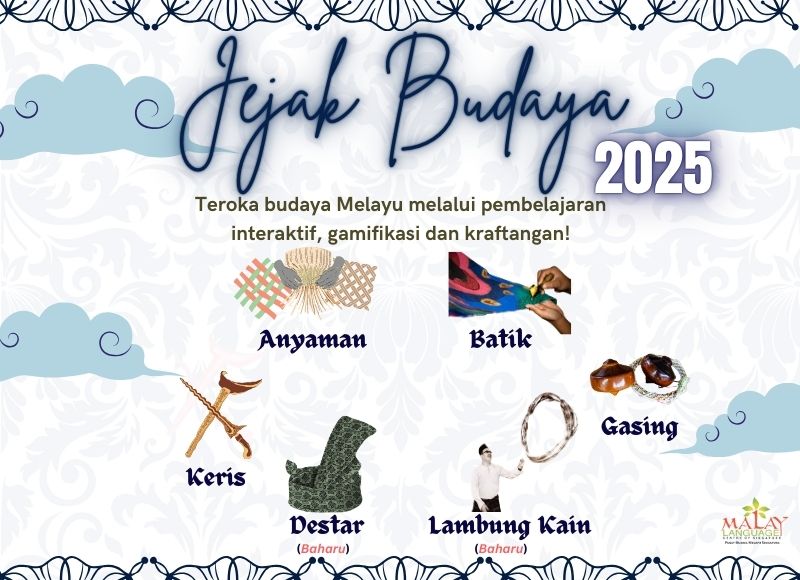 Jejak Budaya
2025
Teroka budaya Melayu melalui pembelajaran
interaktif, gamifikasi dan kraftangan!
Anyaman
Batik
Gasing
Keris
Destar
(Baharu)
Lambung Kain
(Baharu)
MALAY
LANGUAGE
CENTRE OF SINGAPORE